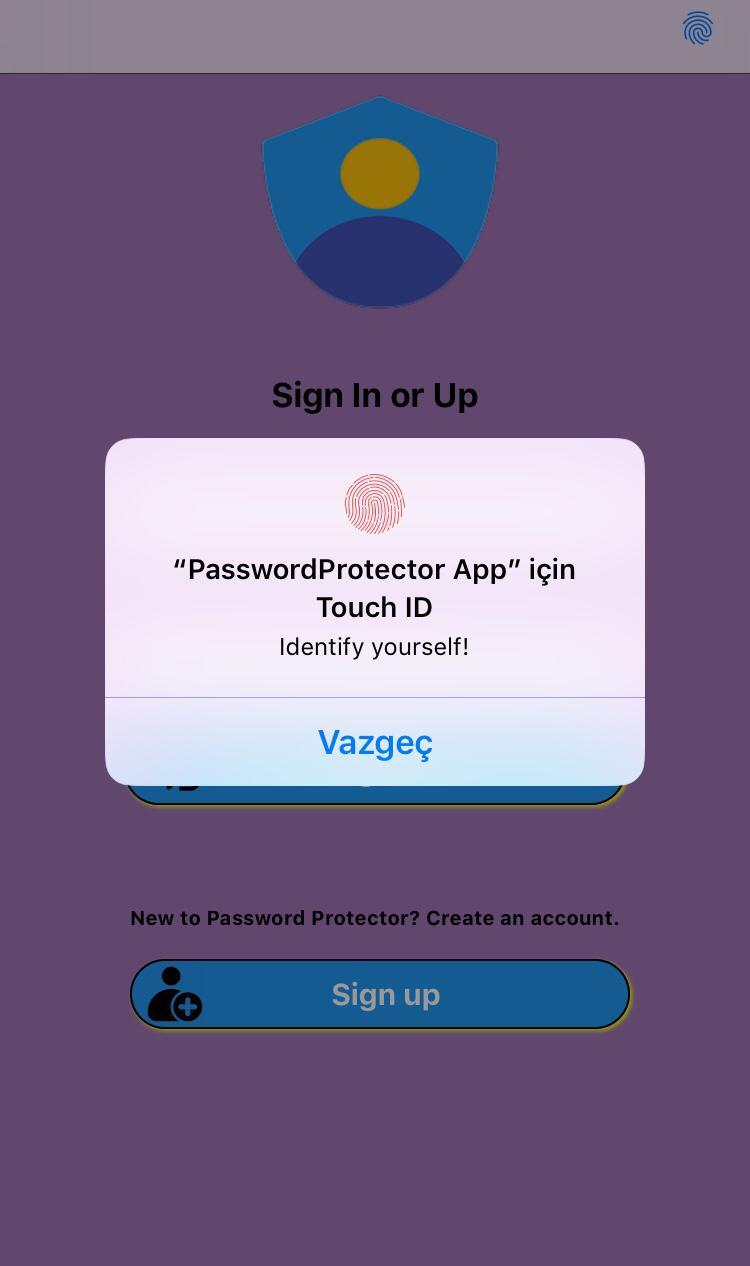 Sign In or Up
“PasswordProtector App” için
Touch ID
Identify yourself!
Vazgeç
New to Password Protector? Create an account.
Sign up